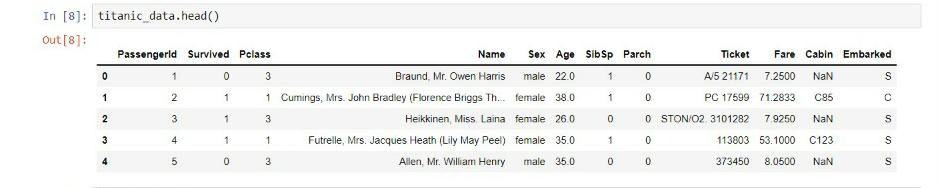 In [8]: titanic_data.head()
Out[8]:
PassengerId Survived Pclass Name Sex Age SibSp Parch Ticket Fare Cabin Embarked
0 1 0 3 Braund, Mr. Owen Harris male 22.0 1 0 A/5 21171 7.2500 NaN S
1 2 1 1 Cumings, Mrs. John Bradley (Florence Briggs Th... female 38.0 1 0 PC 17599 71.2833 C85 C
2 3 1 3 Heikkinen, Miss. Laina female 26.0 0 0 STON/O2. 3101282 7.9250 NaN S
3 4 1 1 Futrelle, Mrs. Jacques Heath (Lily May Peel) female 35.0 1 0 113803 53.1000 C123 S
4 5 0 3 Allen, Mr. William Henry male 35.0 0 0 373450 8.0500 NaN S